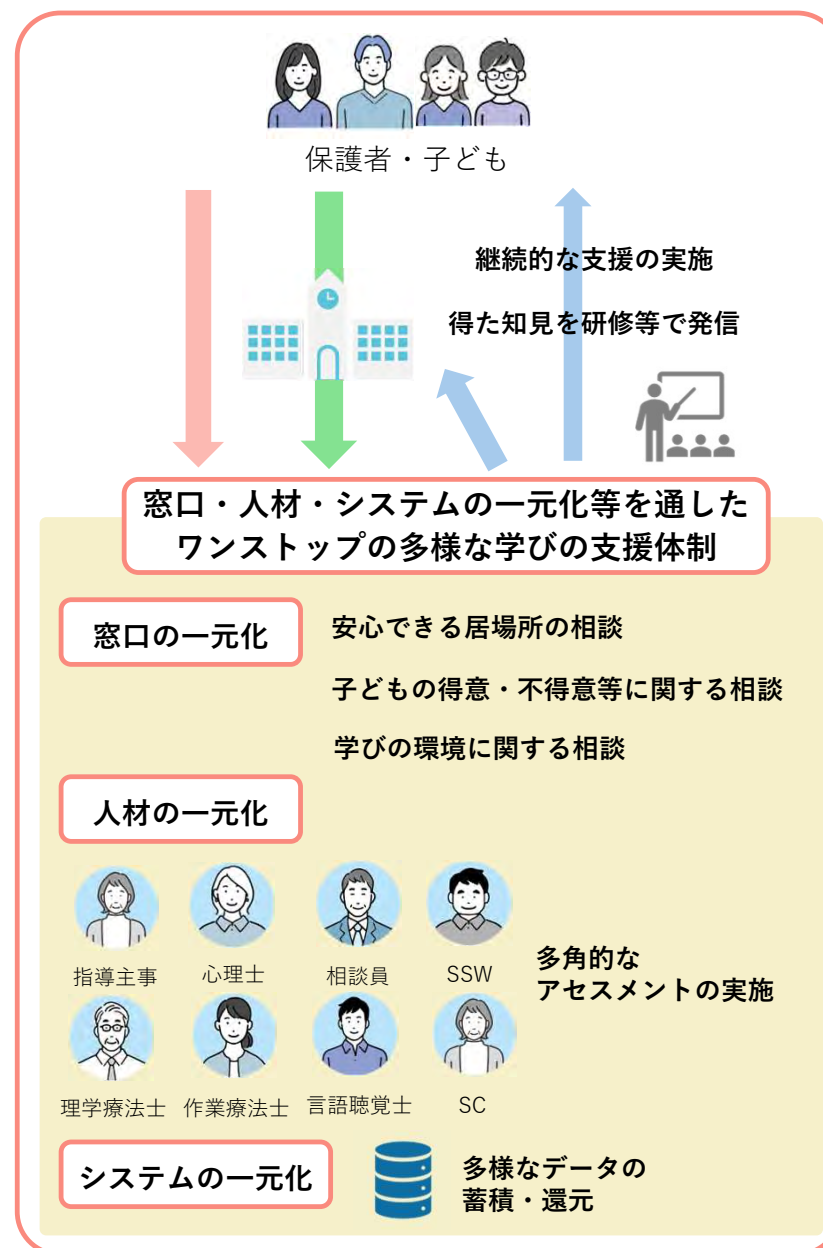 保護者・子ども
継続的な支援の実施
得た知見を研修等で発信
窓口・人材・システムの一元化等を通した
ワンストップの多様な学びの支援体制
窓口の一元化
安心できる居場所の相談
子どもの得意・不得意等に関する相談
学びの環境に関する相談
人材の一元化
指導主事
心理士
相談員
SSW
多角的な
アセスメントの実施
理学療法士
作業療法士
言語聴覚士
SC
システムの一元化
多様なデータの
蓄積・還元